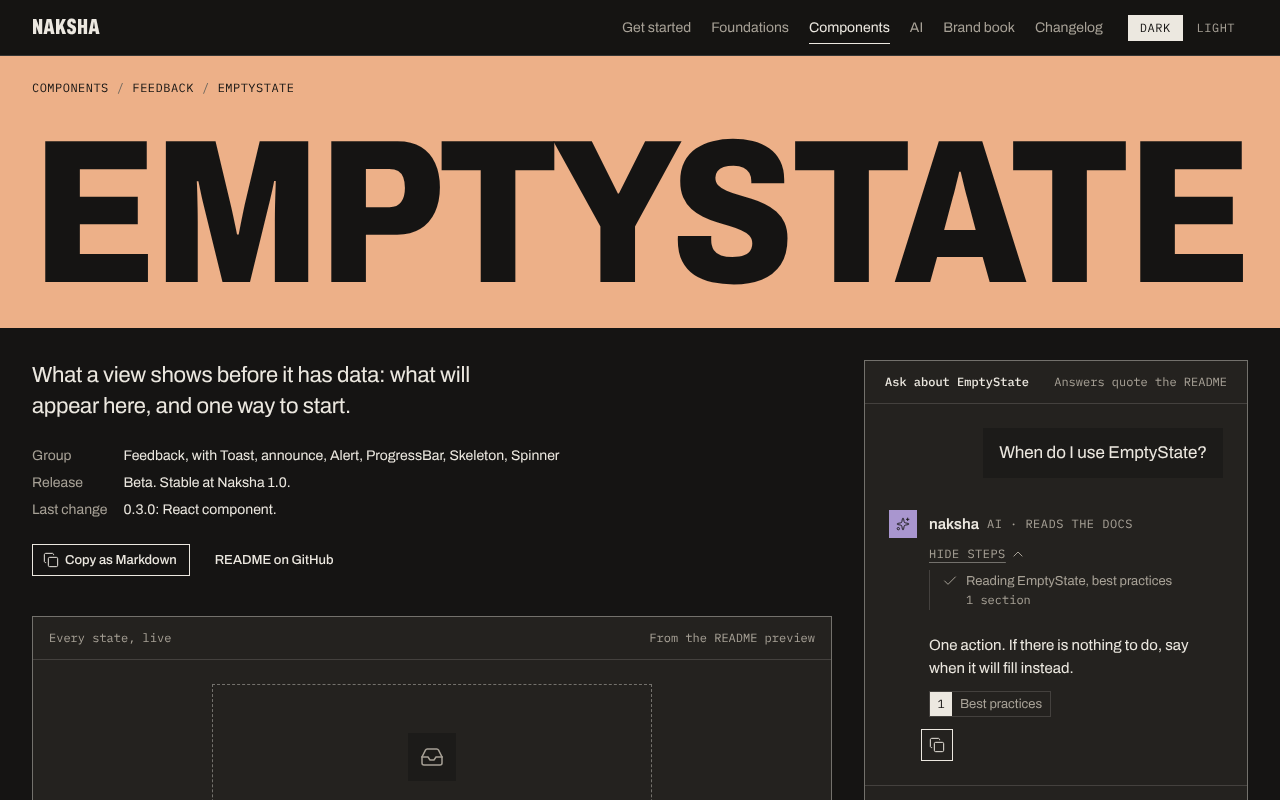 NAKSHA
Get started
Foundations
Components
AI
Brand book
Changelog
DARK
LIGHT
COMPONENTS / FEEDBACK / EMPTYSTATE
EMPTYSTATE
What a view shows before it has data: what will
appear here, and one way to start.
Group Feedback, with Toast, announce, Alert, ProgressBar, Skeleton, Spinner
Release Beta. Stable at Naksha 1.0.
Last change 0.3.0: React component.
Copy as Markdown
README on GitHub
Every state, live
From the README preview
Ask about EmptyState
Answers quote the README
When do I use EmptyState?
naksha AI · READS THE DOCS
HIDE STEPS
Reading EmptyState, best practices
1 section
One action. If there is nothing to do, say
when it will fill instead.
1 Best practices